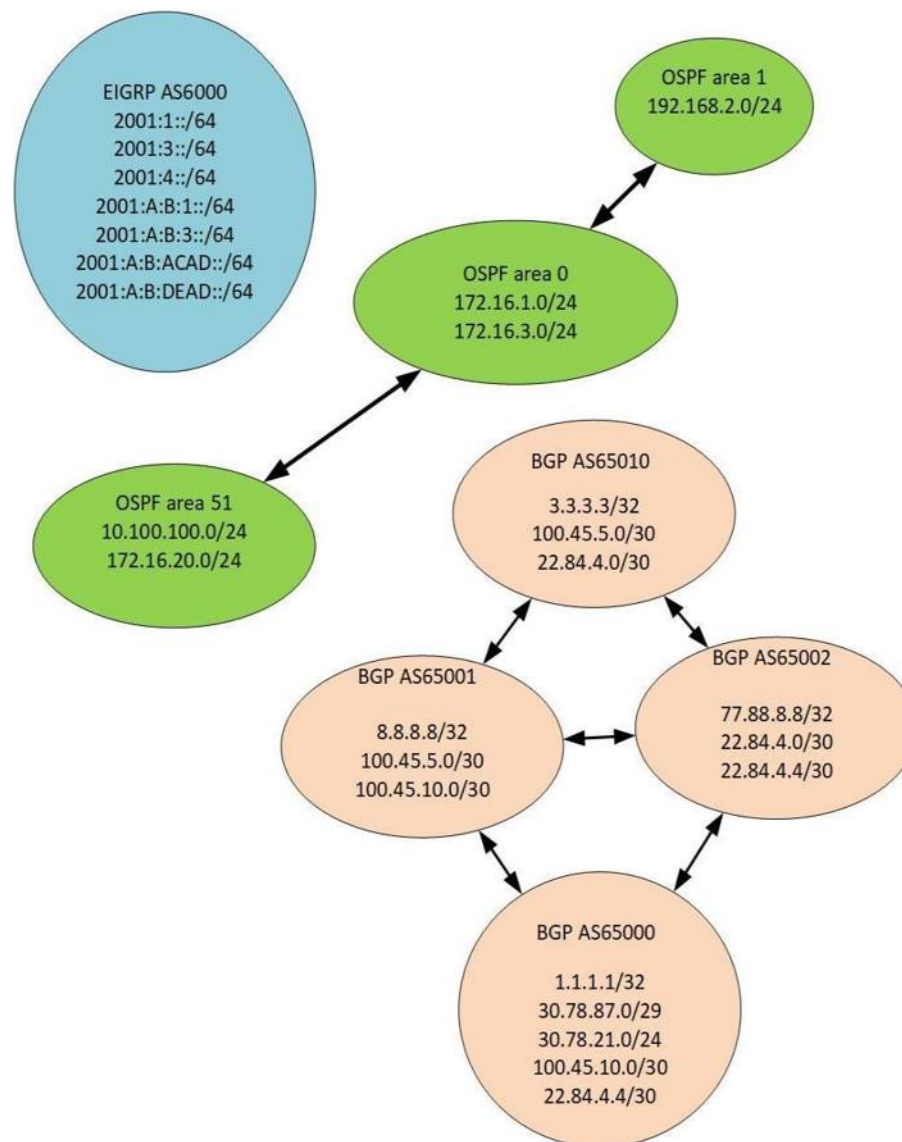 EIGRP AS6000
2001:1::/64
2001:3::/64
2001:4::/64
2001:A:B:1::/64
2001:A:B:3::/64
2001:A:B:ACAD::/64
2001:A:B:DEAD::/64
OSPF area 1
192.168.2.0/24
OSPF area 0
172.16.1.0/24
172.16.3.0/24
OSPF area 51
10.100.100.0/24
172.16.20.0/24
BGP AS65010
3.3.3.3/32
100.45.5.0/30
22.84.4.0/30
BGP AS65001
8.8.8.8/32
100.45.5.0/30
100.45.10.0/30
BGP AS65002
77.88.8.8/32
22.84.4.0/30
22.84.4.4/30
BGP AS65000
1.1.1.1/32
30.78.87.0/29
30.78.21.0/24
100.45.10.0/30
22.84.4.4/30